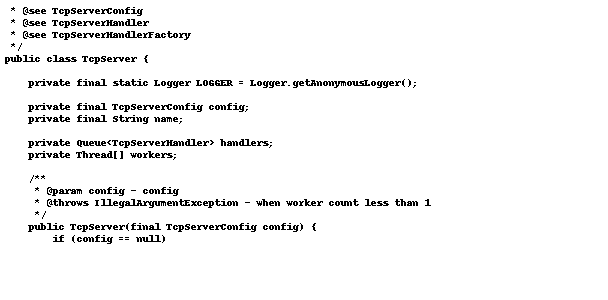 * @see TcpServerConfig
* @see TcpServerHandler
* @see TcpServerHandlerFactory
*/
public class TcpServer {
private final static Logger LOGGER = Logger.getAnonymousLogger();
private final TcpServerConfig config;
private final String name;
private Queue<TcpServerHandler> handlers;
private Thread[] workers;
/**
* @param config - config
* @throws IllegalArgumentException - when worker count less than 1
*/
public TcpServer(final TcpServerConfig config) {
if (config == null)